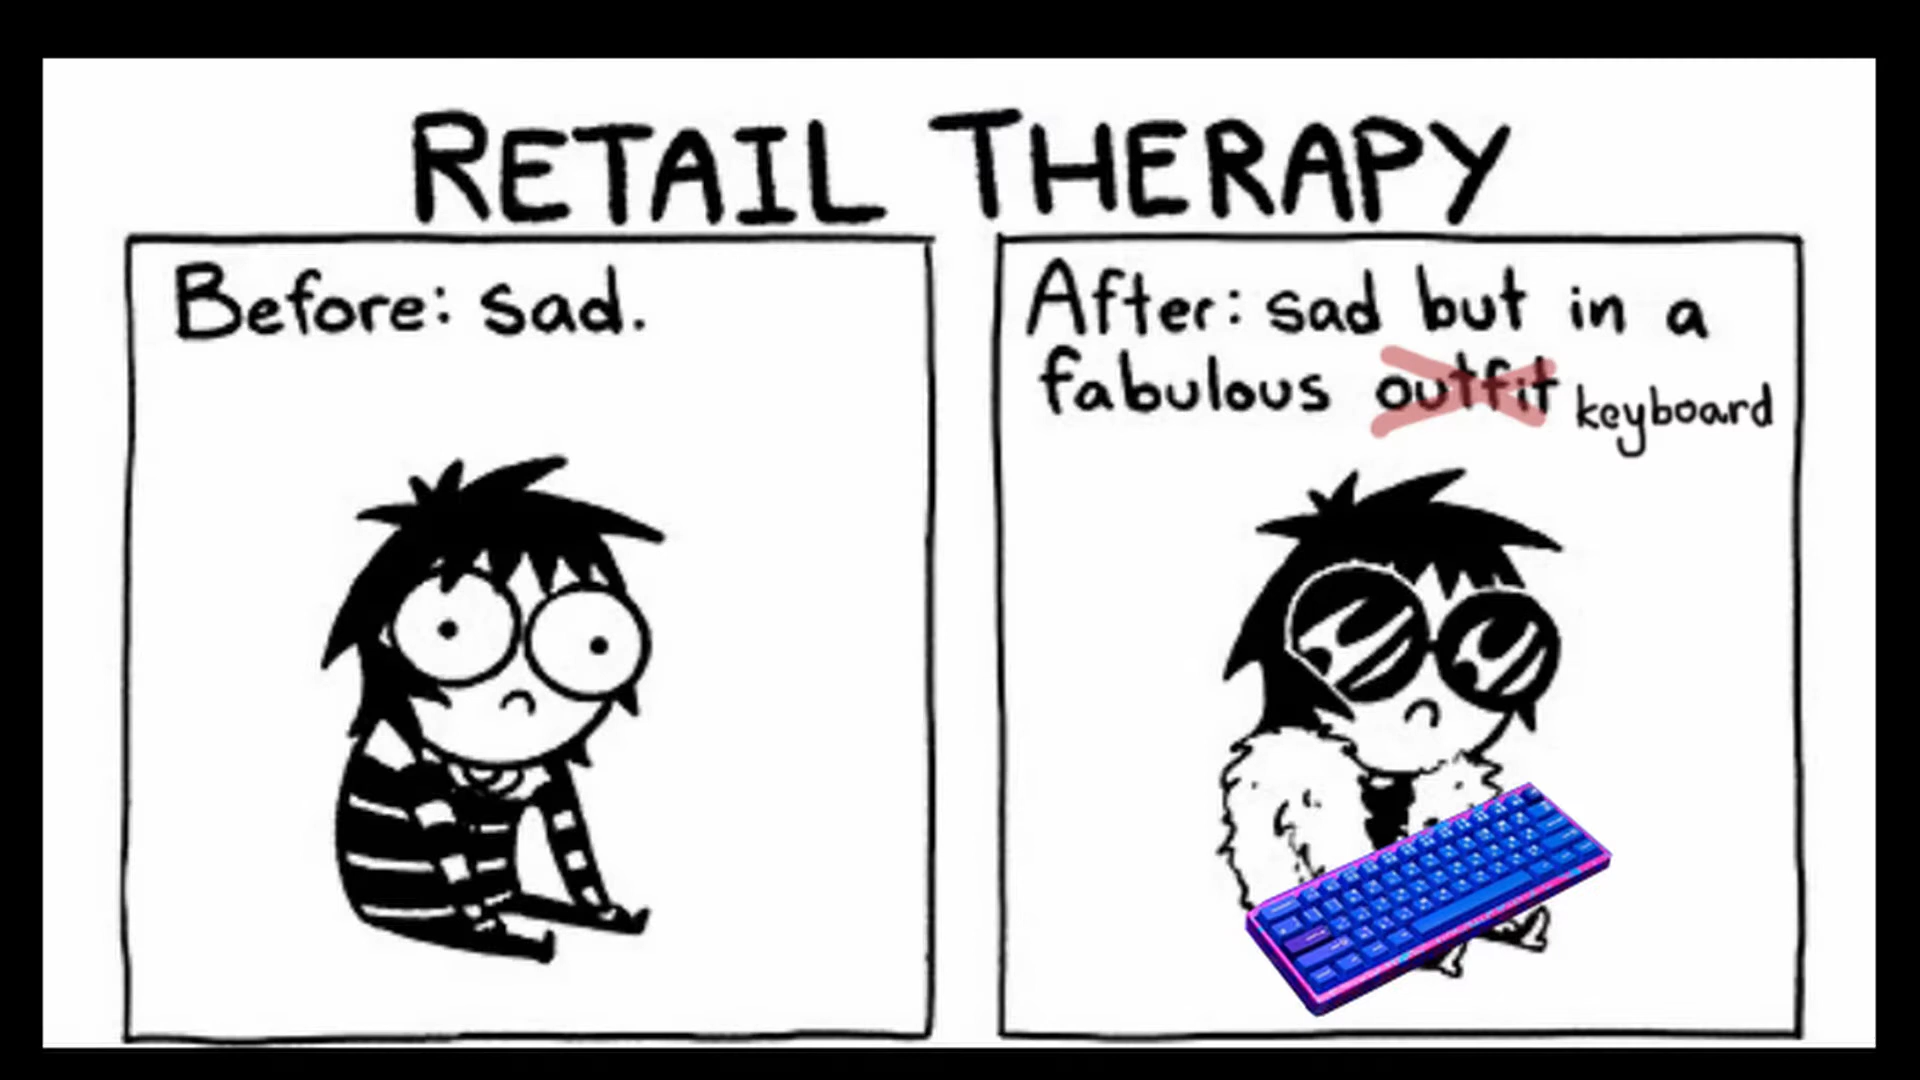 RETAIL THERAPY
Before: sad.
After: sad but in a
fabulous outfit keyboard